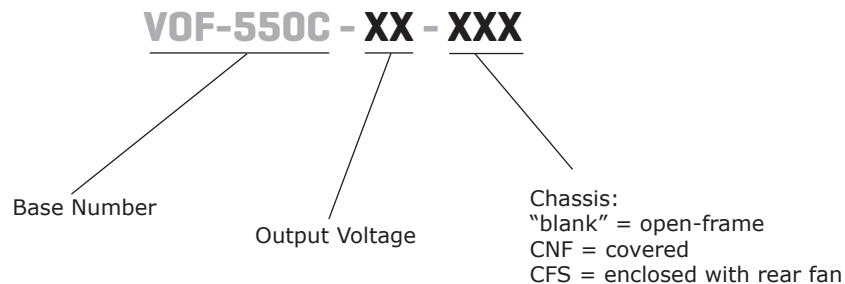 VOF-550C - XX - XXX
Base Number
Output Voltage
Chassis:
"blank" = open-frame
CNF = covered
CFS = enclosed with rear fan